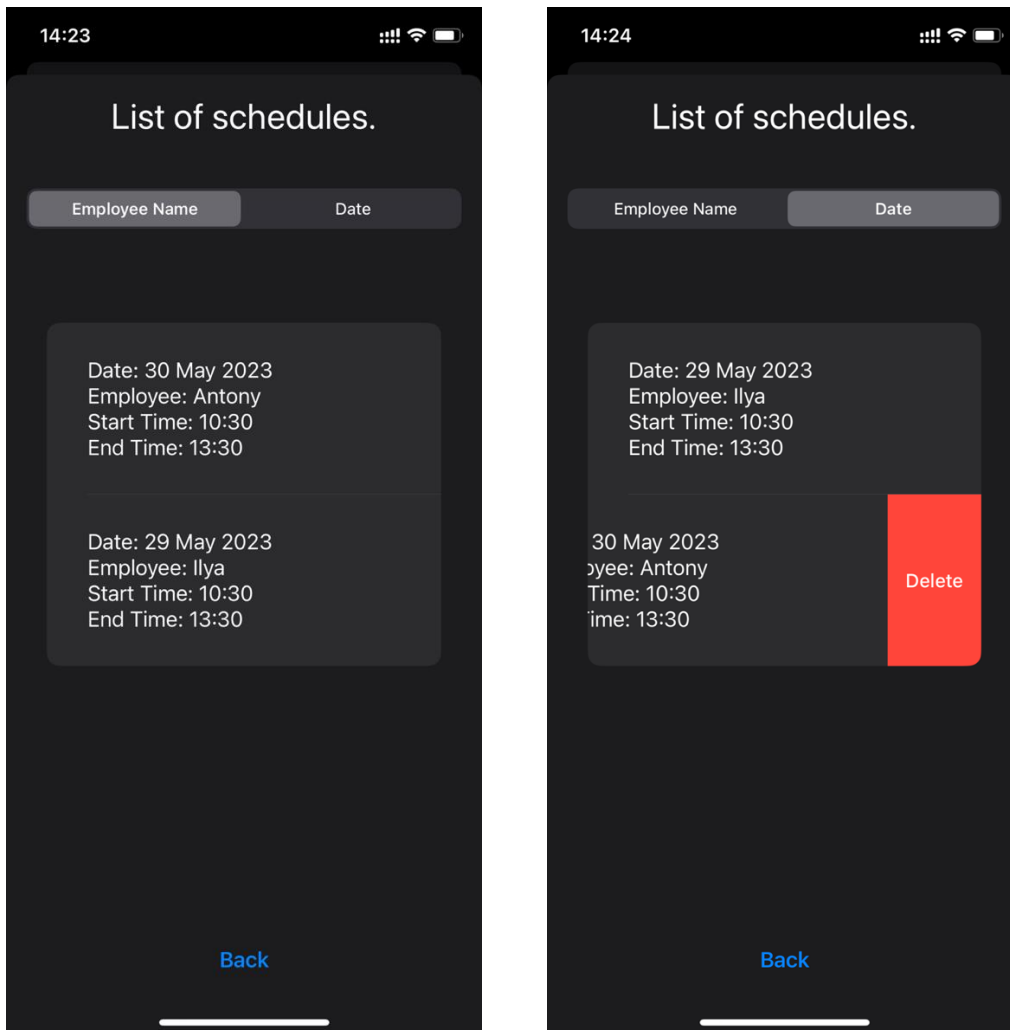 14:23
List of schedules.
Employee Name Date
Date: 30 May 2023
Employee: Antony
Start Time: 10:30
End Time: 13:30
Date: 29 May 2023
Employee: Ilya
Start Time: 10:30
End Time: 13:30
Back
14:24
List of schedules.
Employee Name Date
Date: 29 May 2023
Employee: Ilya
Start Time: 10:30
End Time: 13:30
30 May 2023
oyee: Antony
Time: 10:30
ime: 13:30
Delete
Back